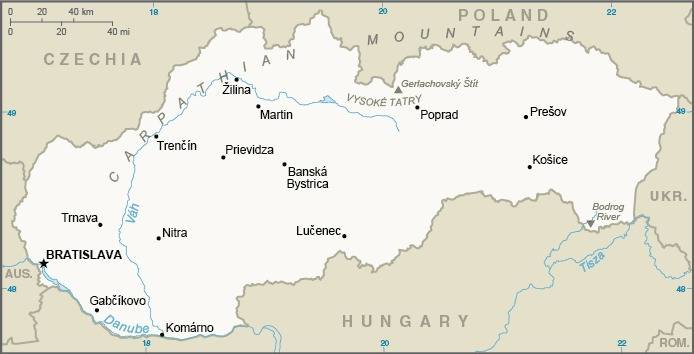 0 20 40 km
0 20 40 mi
18
20
22
POLAND
CZECHIA
CARPATHIAN MOUNTAINS
Gerlachovský Štít
VYSOKÉ TATRY
Žilina
49
49
Martin
Poprad
Prešov
Trenčín
Prievidza
Banská
Bystrica
Košice
UKR.
Váh
Bodrog
River
Trnava
Nitra
Lučenec
BRATISLAVA
AUS.
Tisza
48
48
Gabčíkovo
Danube
Komárno
HUNGARY
18
20
22
ROM.